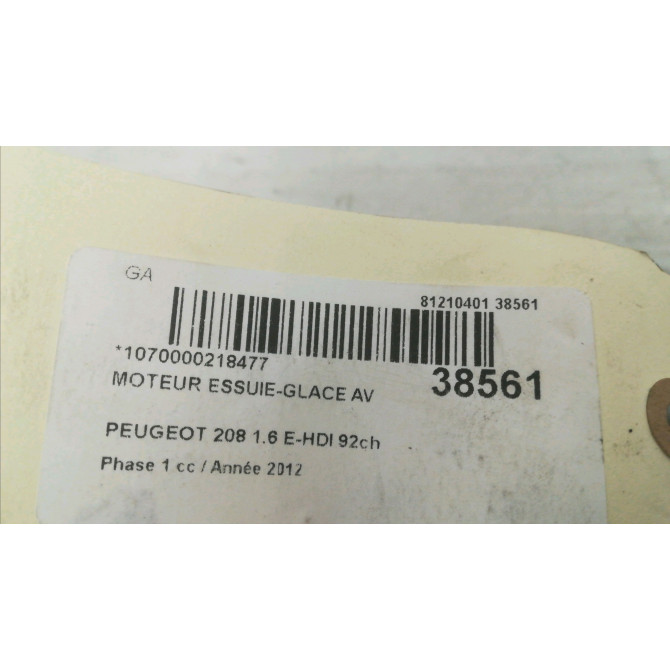 GA
81210401 38561
*1070000218477
38561
MOTEUR ESSUIE-GLACE AV
PEUGEOT 208 1.6 E-HDI 92ch
Phase 1 cc / Année 2012